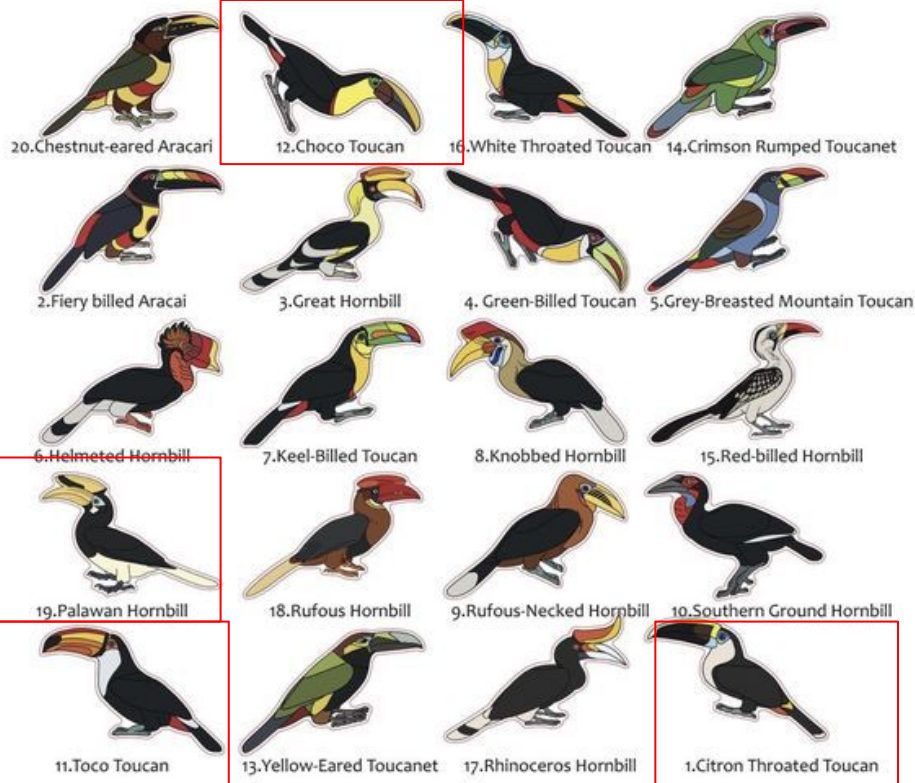 20.Chestnut-eared Aracari
12.Choco Toucan
16.White Throated Toucan
14.Crimson Rumped Toucanet
2.Fiery billed Aracai
3.Great Hornbill
4. Green-Billed Toucan
5.Grey-Breasted Mountain Toucan
6.Helmeted Hornbill
7.Keel-Billed Toucan
8.Knobbed Hornbill
15.Red-billed Hornbill
19.Palawan Hornbill
18.Rufous Hornbill
9.Rufous-Necked Hornbill
10.Southern Ground Hornbill
11.Toco Toucan
13.Yellow-Eared Toucanet
17.Rhinoceros Hornbill
1.Citron Throated Toucan